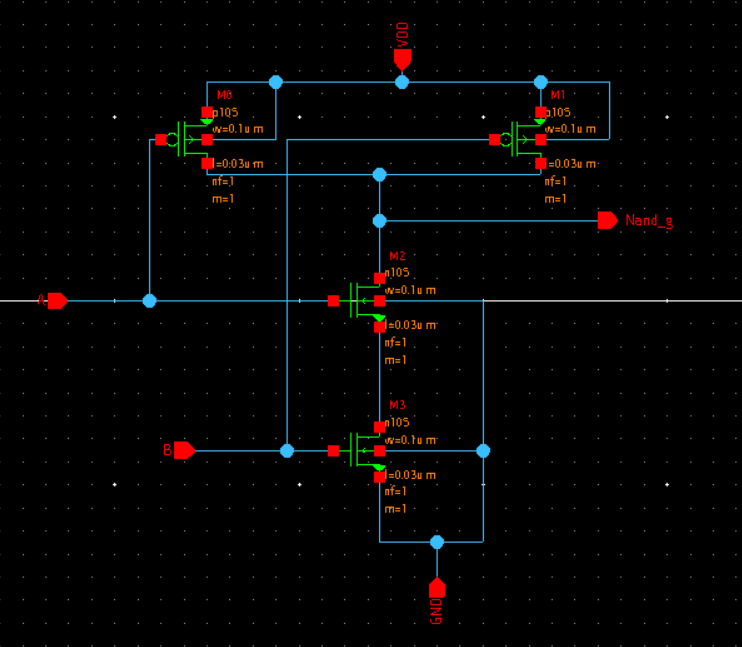 VDD
M0
p105
w=0.1u m
l=0.03u m
nf=1
m=1
M1
p105
w=0.1u m
l=0.03u m
nf=1
m=1
Nand_g
M2
n105
w=0.1u m
l=0.03u m
nf=1
m=1
A
M3
n105
w=0.1u m
l=0.03u m
nf=1
m=1
B
GND